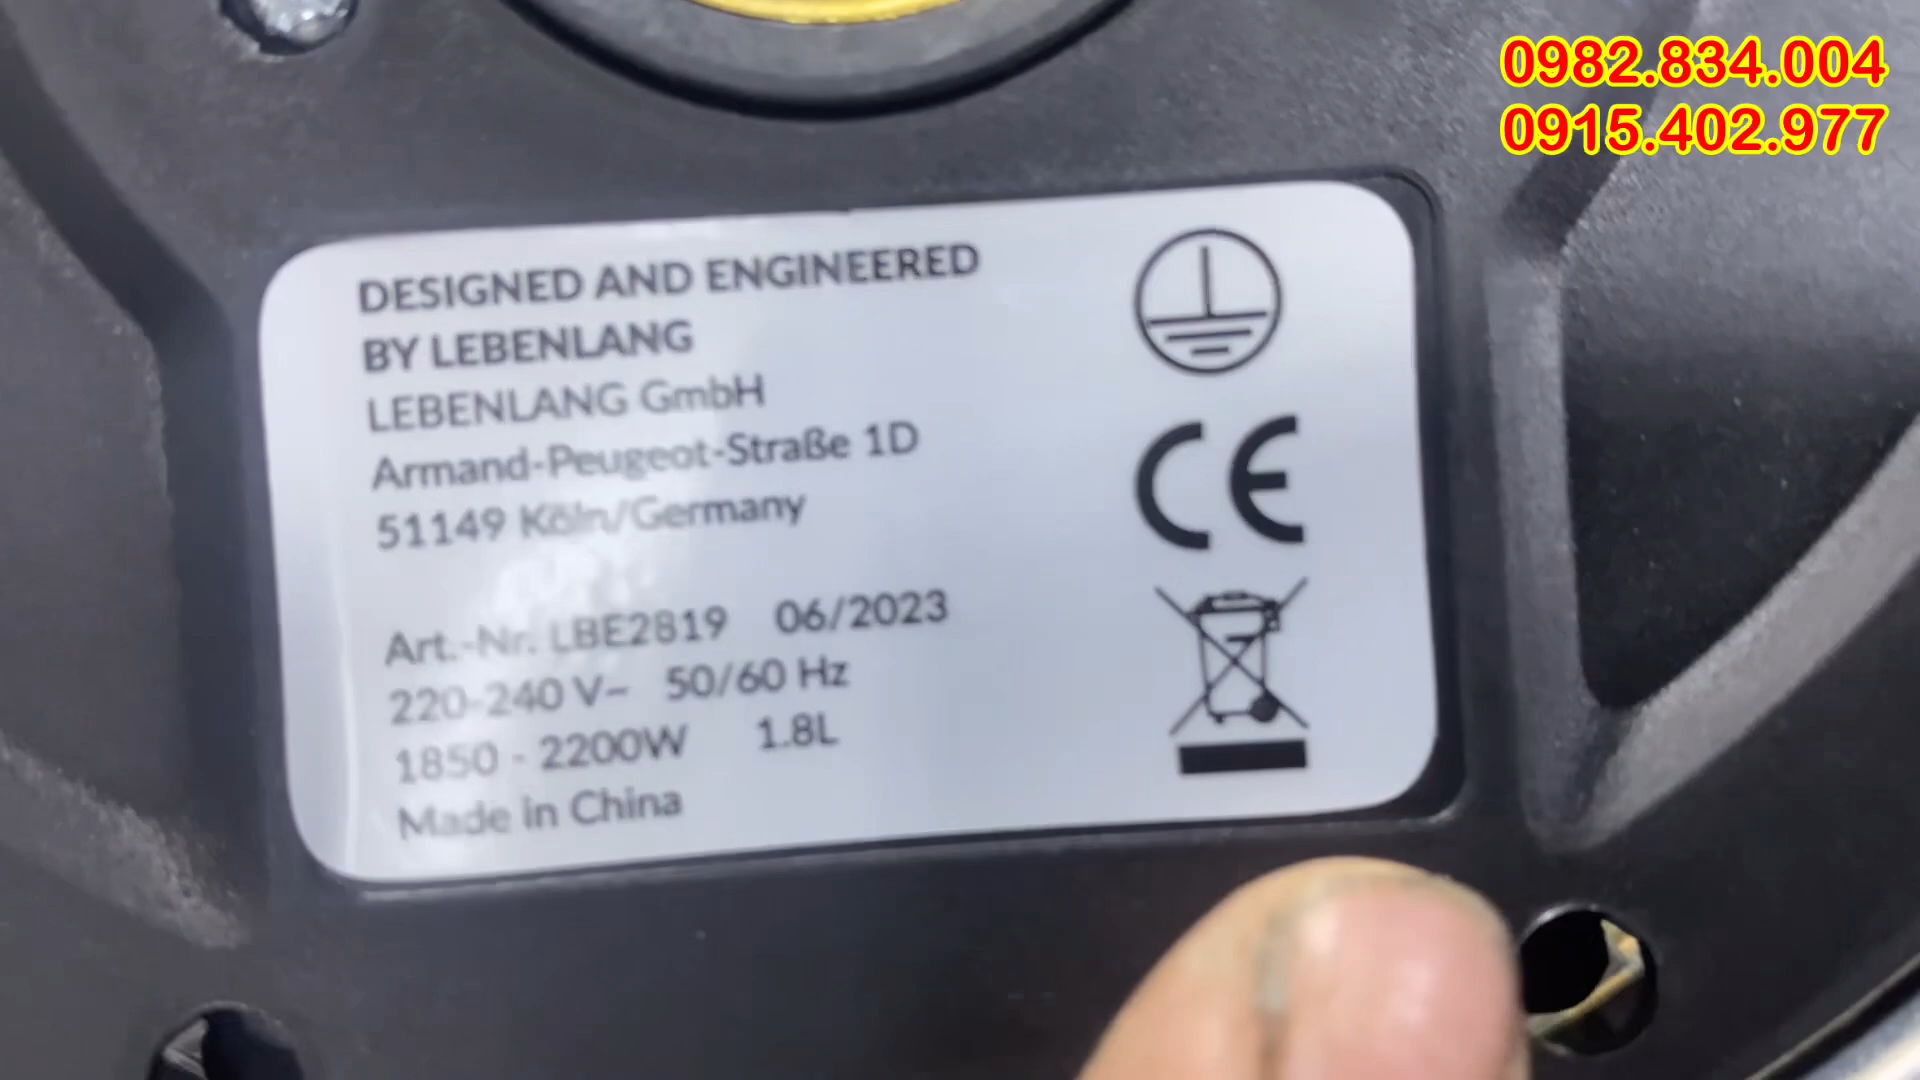 0982.834.004
0915.402.977
DESIGNED AND ENGINEERED
BY LEBENLANG
LEBENLANG GmbH
Armand-Peugeot-Straße 1D
51149 Köln/Germany
Art.-Nr. LBE2819 06/2023
220-240 V~ 50/60 Hz
1850 - 2200W 1.8L
Made in China
CE